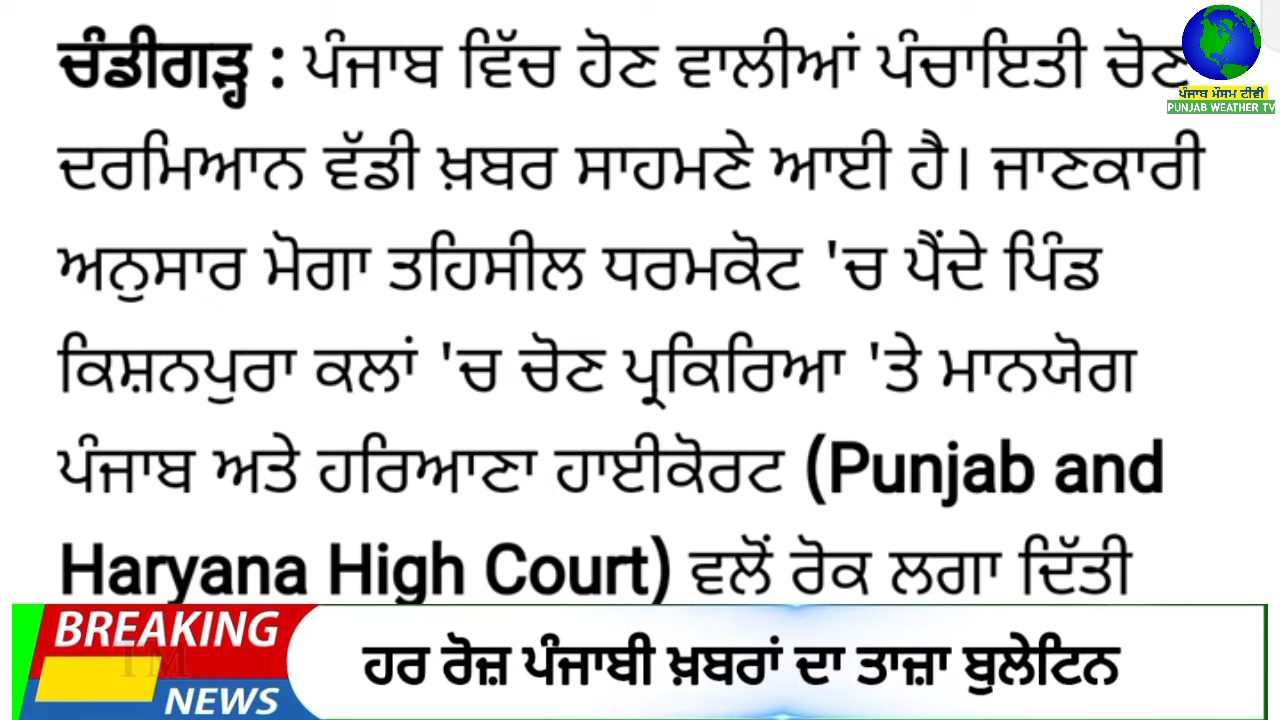 ਚੰਡੀਗੜ੍ਹ : ਪੰਜਾਬ ਵਿੱਚ ਹੋਣ ਵਾਲੀਆਂ ਪੰਚਾਇਤੀ ਚੋਣ
ਪੰਜਾਬ ਮੌਸਮ ਟੀਵੀ
PUNJAB WEATHER TV
ਦਰਮਿਆਨ ਵੱਡੀ ਖ਼ਬਰ ਸਾਹਮਣੇ ਆਈ ਹੈ। ਜਾਣਕਾਰੀ
ਅਨੁਸਾਰ ਮੋਗਾ ਤਹਿਸੀਲ ਧਰਮਕੋਟ 'ਚ ਪੈਂਦੇ ਪਿੰਡ
ਕਿਸ਼ਨਪੁਰਾ ਕਲਾਂ 'ਚ ਚੋਣ ਪ੍ਰਕਿਰਿਆ 'ਤੇ ਮਾਨਯੋਗ
ਪੰਜਾਬ ਅਤੇ ਹਰਿਆਣਾ ਹਾਈਕੋਰਟ (Punjab and
Haryana High Court) ਵਲੋਂ ਰੋਕ ਲਗਾ ਦਿੱਤੀ
BREAKING
NEWS
ਹਰ ਰੋਜ਼ ਪੰਜਾਬੀ ਖ਼ਬਰਾਂ ਦਾ ਤਾਜ਼ਾ ਬੁਲੇਟਿਨ